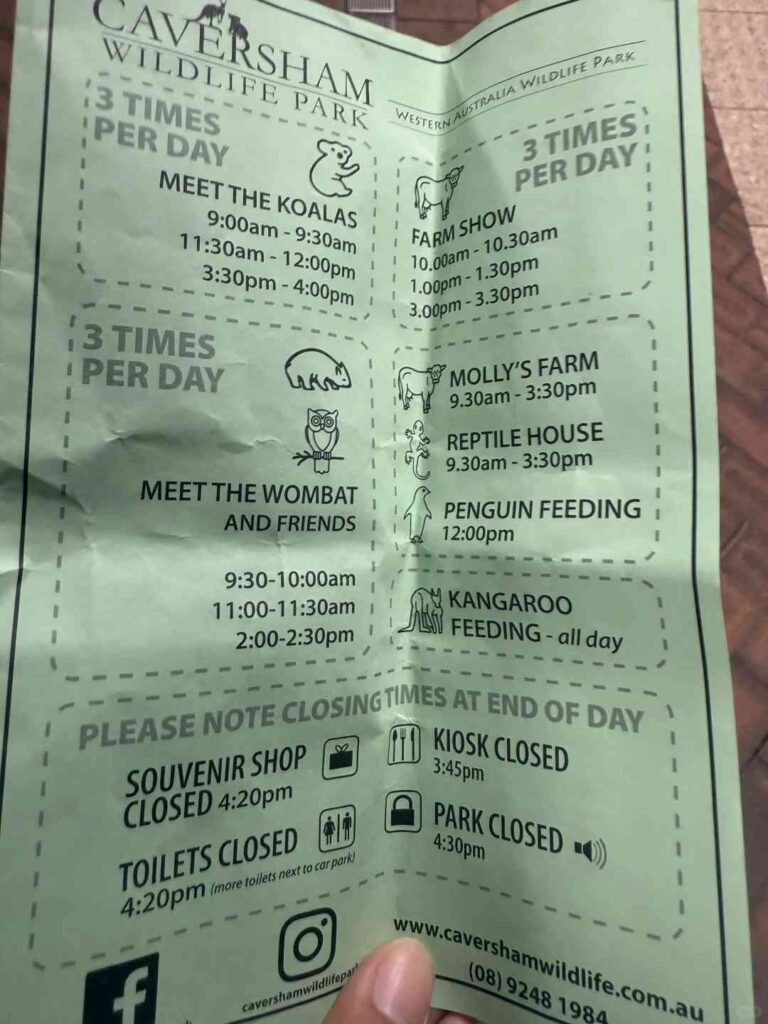 CAVERSHAM
WILDLIFE PARK
WESTERN AUSTRALIA WILDLIFE PARK
3 TIMES
PER DAY
MEET THE KOALAS
9:00am - 9:30am
11:30am - 12:00pm
3:30pm - 4:00pm
3 TIMES
PER DAY
FARM SHOW
10.00am - 10.30am
1.00pm - 1.30pm
3.00pm - 3.30pm
3 TIMES
PER DAY
MEET THE WOMBAT
AND FRIENDS
9:30-10:00am
11:00-11:30am
2:00-2:30pm
MOLLY'S FARM
9.30am - 3:30pm
REPTILE HOUSE
9.30am - 3:30pm
PENGUIN FEEDING
12:00pm
KANGAROO
FEEDING - all day
PLEASE NOTE CLOSING TIMES AT END OF DAY
SOUVENIR SHOP
CLOSED 4:20pm
TOILETS CLOSED
4:20pm (more toilets next to car park)
KIOSK CLOSED
3:45pm
PARK CLOSED
4:30pm
www.cavershamwildlife.com.au
(08) 9248 1984